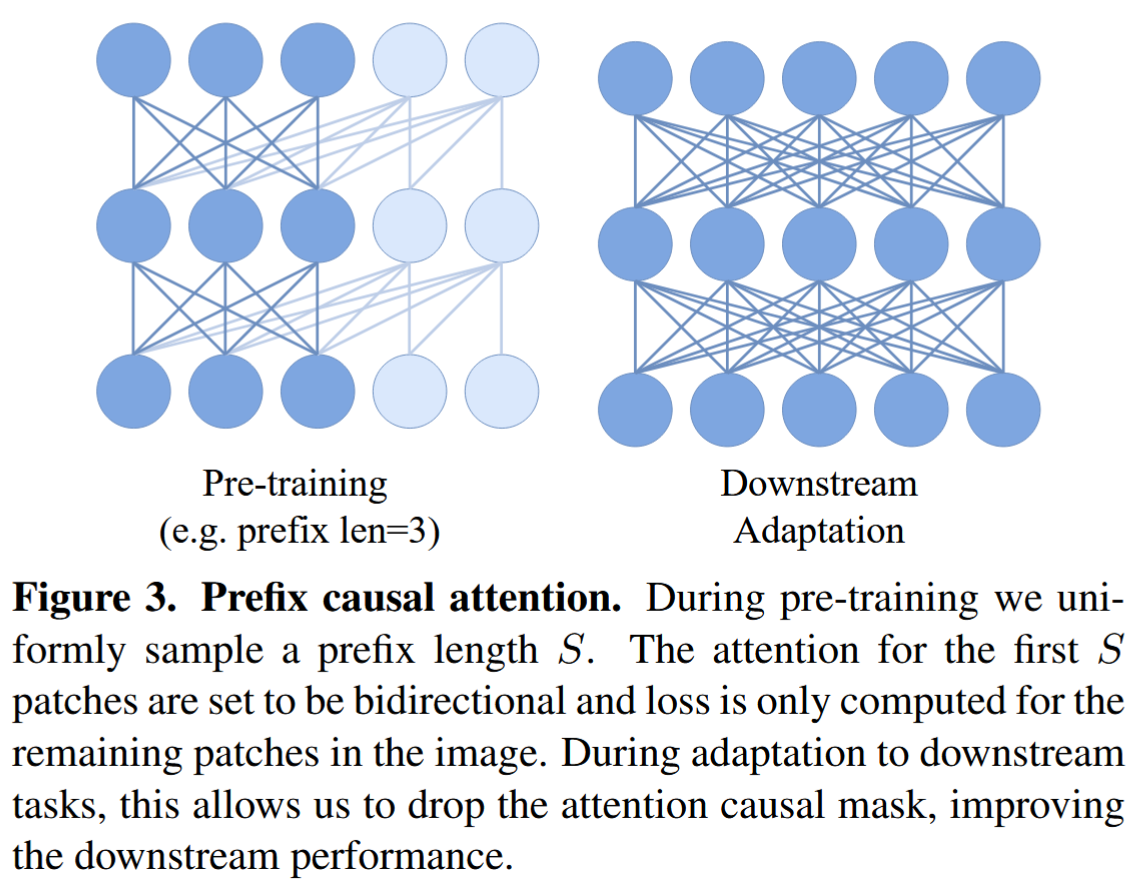 Pre-training
(e.g. prefix len=3)
Downstream
Adaptation
Figure 3. Prefix causal attention. During pre-training we uni-
formly sample a prefix length S. The attention for the first S
patches are set to be bidirectional and loss is only computed for the
remaining patches in the image. During adaptation to downstream
tasks, this allows us to drop the attention causal mask, improving
the downstream performance.